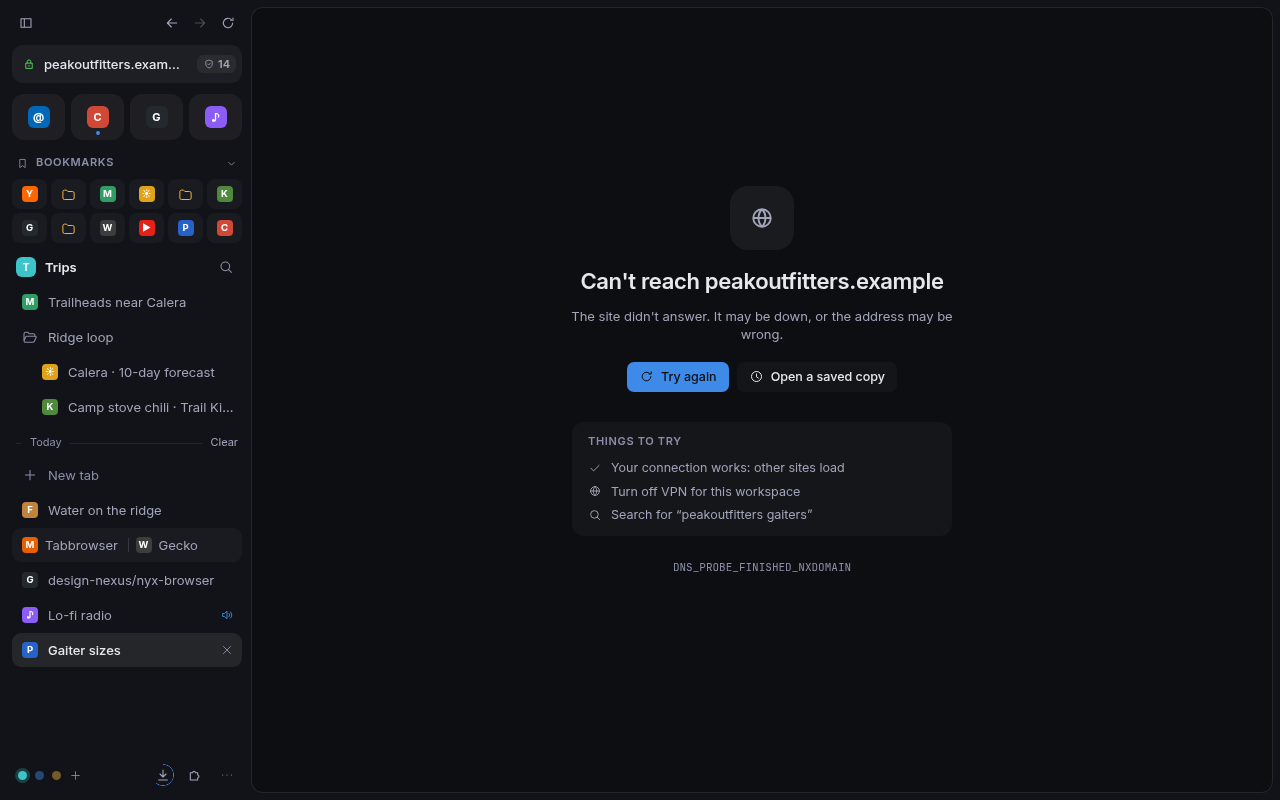 peakoutfitters.exam...
14
@
C
G
BOOKMARKS
Y
M
K
G
W
P
C
T Trips
M Trailheads near Calera
Ridge loop
Calera · 10-day forecast
K Camp stove chili · Trail Ki...
Today
Clear
New tab
F Water on the ridge
M Tabbrowser
W Gecko
G design-nexus/nyx-browser
Lo-fi radio
P Gaiter sizes
Can't reach peakoutfitters.example
The site didn't answer. It may be down, or the address may be
wrong.
Try again
Open a saved copy
THINGS TO TRY
Your connection works: other sites load
Turn off VPN for this workspace
Search for “peakoutfitters gaiters”
DNS_PROBE_FINISHED_NXDOMAIN